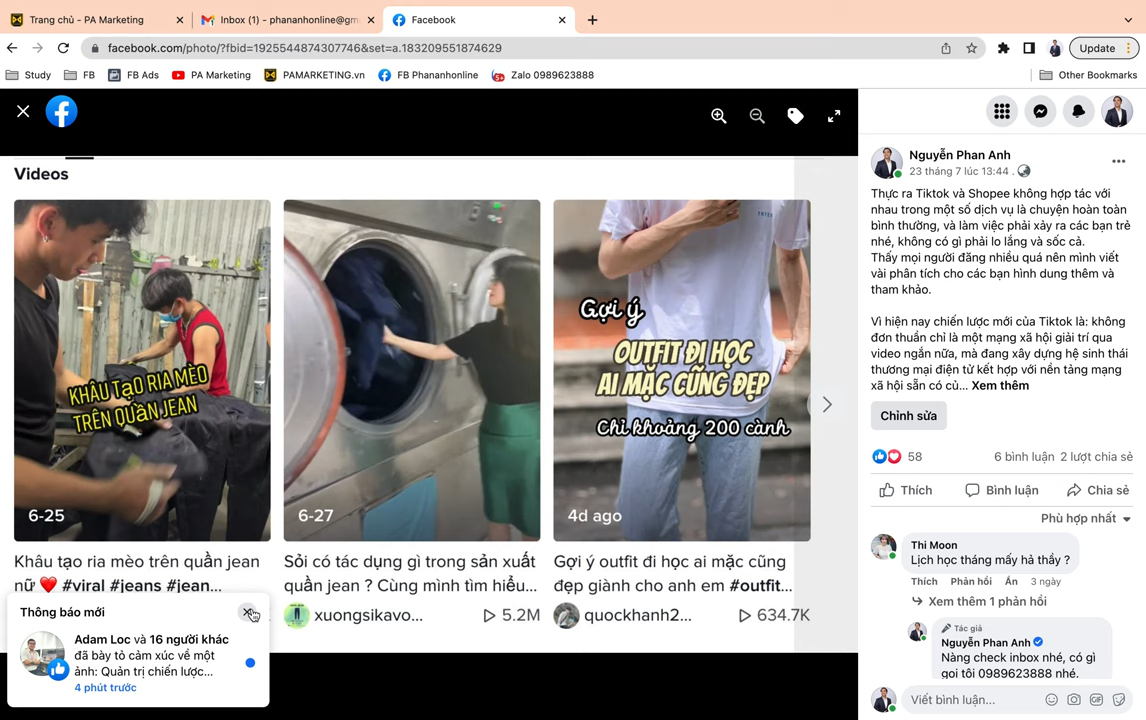 Trang chủ - PA Marketing
Inbox (1) - phananhonline@gm
Facebook
facebook.com/photo/?fbid=1925544874307746&set=a.183209551874629
Update
Study
FB
FB Ads
PA Marketing
PAMARKETING.vn
FB Phananhonline
Zalo 0989623888
Other Bookmarks
Videos
KHÂU TẠO RIA MÈO
TRÊN QUẦN JEAN
6-25
Khâu tạo ria mèo trên quần jean
nữ ❤️ #viral #jeans #jean...
6-27
Sỏi có tác dụng gì trong sản xuất
quần jean ? Cùng mình tìm hiểu...
xuongsikavo...
5.2M
Gợi ý
OUTFIT ĐI HỌC
AI MẶC CŨNG ĐẸP
Chỉ khoảng 200 cành
4d ago
Gợi ý outfit đi học ai mặc cũng
đẹp giành cho anh em #outfit...
quockhanh2...
634.7K
Thông báo mới
Adam Loc và 16 người khác
đã bày tỏ cảm xúc về một
ảnh: Quản trị chiến lược...
4 phút trước
Nguyễn Phan Anh
23 tháng 7 lúc 13:44 .
Thực ra Tiktok và Shopee không hợp tác với
nhau trong một số dịch vụ là chuyện hoàn toàn
bình thường, và làm việc phải xảy ra các bạn trẻ
nhé, không có gì phải lo lắng và sốc cả.
Thấy mọi người đăng nhiều quá nên mình viết
vài phân tích cho các bạn hình dung thêm và
tham khảo.
Vì hiện nay chiến lược mới của Tiktok là: không
đơn thuần chỉ là một mạng xã hội giải trí qua
video ngắn nữa, mà đang xây dựng hệ sinh thái
thương mại điện tử kết hợp với nền tảng mạng
xã hội sẵn có củ... Xem thêm
Chỉnh sửa
58
6 bình luận 2 lượt chia sẻ
Thích
Bình luận
Chia sẻ
Phù hợp nhất
Thi Moon
Lịch học tháng mấy hả thầy ?
Thích Phản hồi Ẩn 3 ngày
Xem thêm 1 phản hồi
Tác giả
Nguyễn Phan Anh
Nàng check inbox nhé, có gì
gọi tôi 0989623888 nhé.
Viết bình luận...
GIF